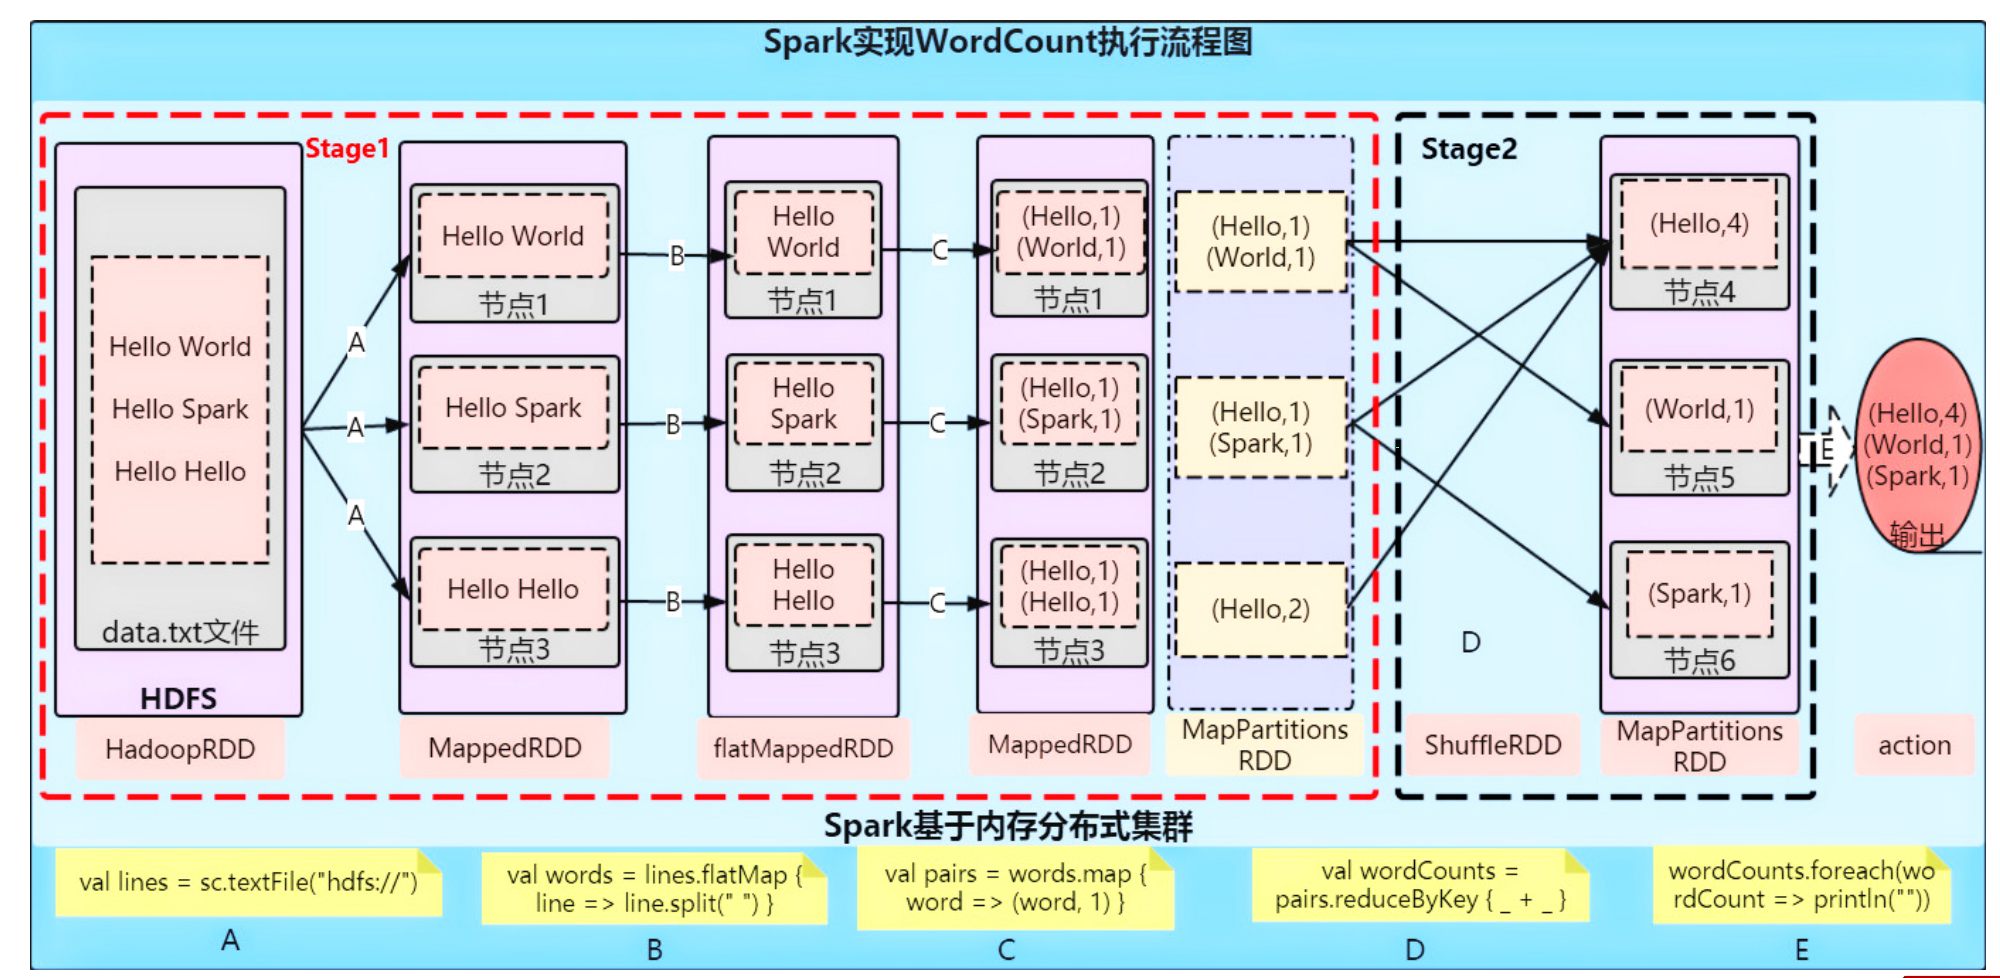 Spark实现WordCount执行流程图
Stage1
Hello World
Hello Spark
Hello Hello
data.txt文件
HDFS
HadoopRDD
A
A
A
Hello World
节点1
Hello Spark
节点2
Hello Hello
节点3
MappedRDD
B
B
B
Hello
World
节点1
Hello
Spark
节点2
Hello
Hello
节点3
flatMappedRDD
C
C
C
(Hello,1)
(World,1)
节点1
(Hello,1)
(Spark,1)
节点2
(Hello,1)
(Hello,1)
节点3
MappedRDD
(Hello,1)
(World,1)
(Hello,1)
(Spark,1)
(Hello,2)
MapPartitions
RDD
Stage2
D
ShuffleRDD
(Hello,4)
节点4
(World,1)
节点5
(Spark,1)
节点6
MapPartitions
RDD
E
(Hello,4)
(World,1)
(Spark,1)
输出
action
Spark基于内存分布式集群
val lines = sc.textFile("hdfs://")
A
val words = lines.flatMap {
line => line.split(" ") }
B
val pairs = words.map {
word => (word, 1) }
C
val wordCounts =
pairs.reduceByKey { _ + _ }
D
wordCounts.foreach(wo
rdCount => println(""))
E